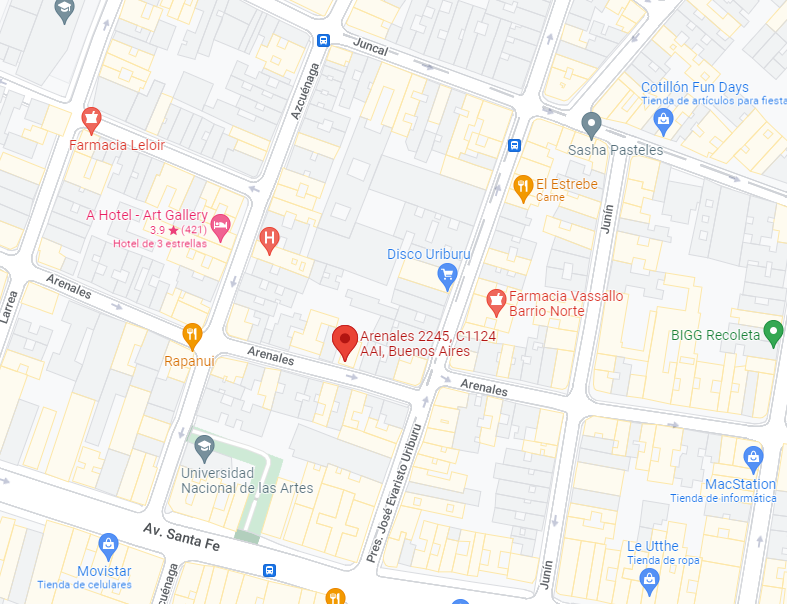 Juncal
Azcuénaga
Cotillón Fun Days
Tienda de artículos para fiesta
Farmacia Leloir
Sasha Pasteles
El Estrebe
Carne
A Hotel - Art Gallery
3.9 ★ (421)
Hotel de 3 estrellas
H
Junín
Disco Uriburu
Larrea
Arenales
Farmacia Vassallo
Barrio Norte
Arenales 2245, C1124
AAI, Buenos Aires
BIGG Recoleta
Rapanui
Arenales
Arenales
Pres. José Evaristo Uriburu
Universidad
Nacional de las Artes
MacStation
Tienda de informática
Av. Santa Fe
Le Utthe
Tienda de ropa
Movistar
Tienda de celulares
cuénaga
Junín